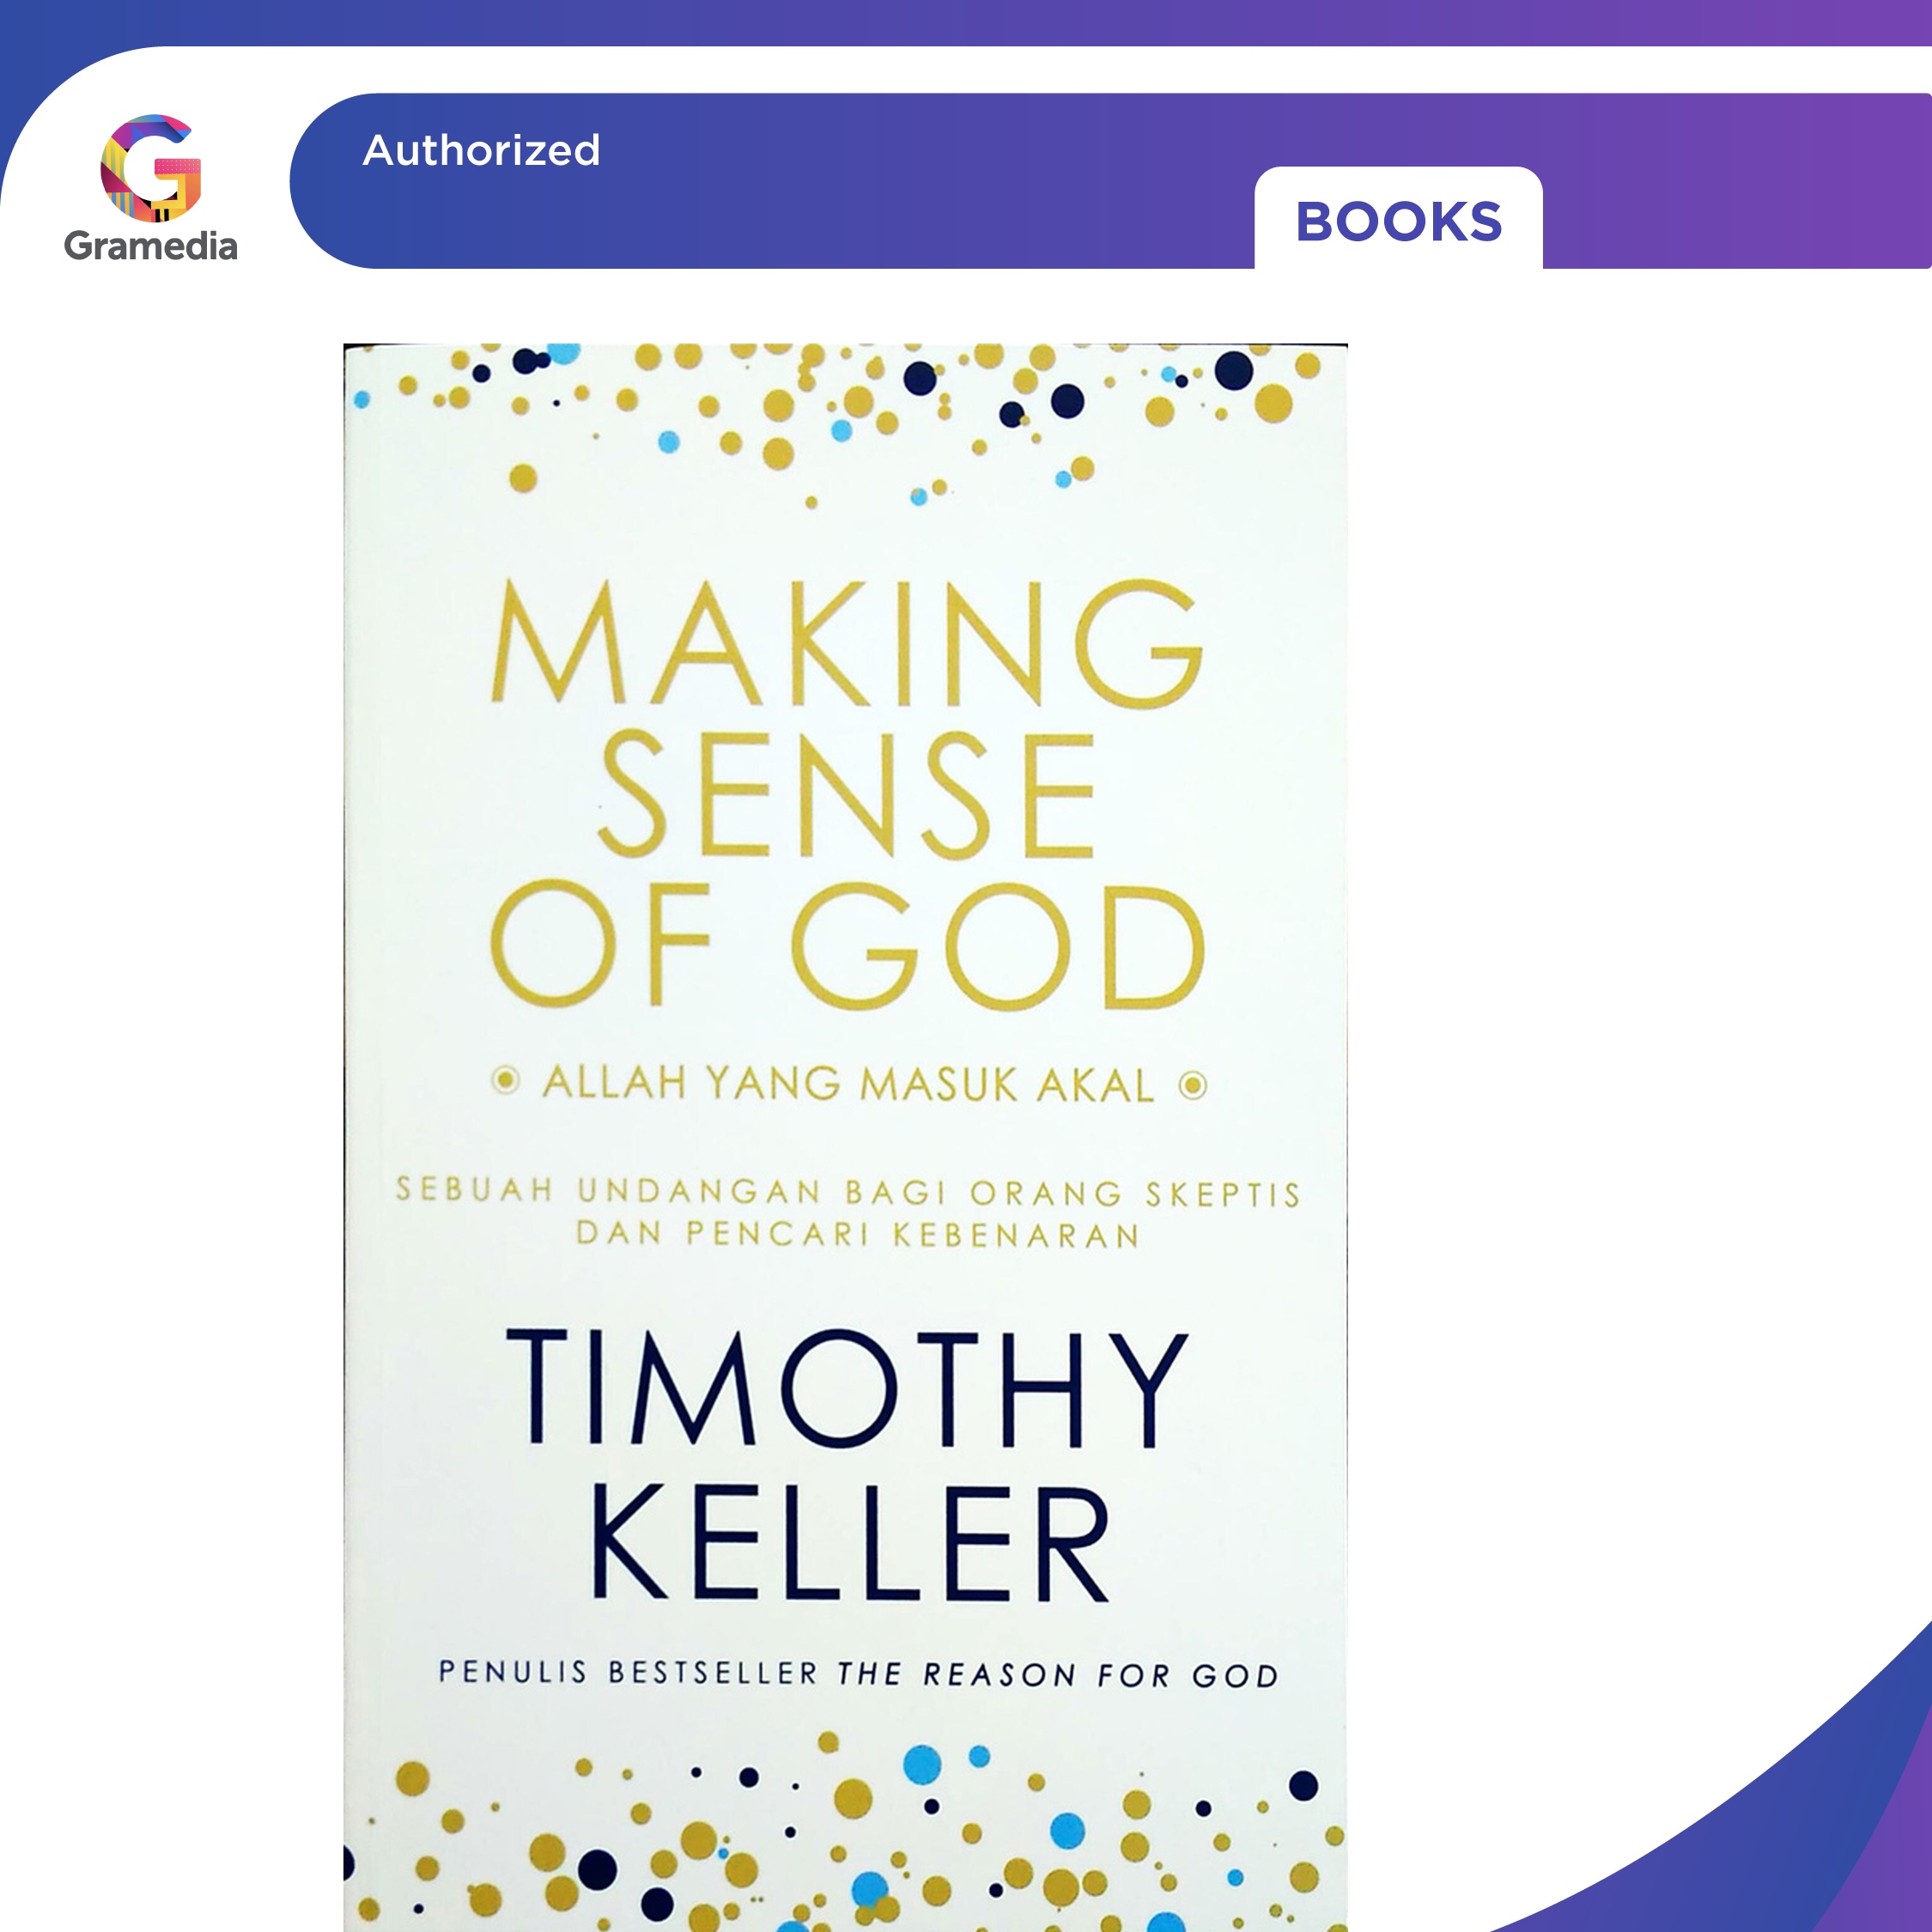 Gramedia
Authorized
BOOKS
MAKING
SENSE
OF GOD
ALLAH YANG MASUK AKAL
SEBUAH UNDANGAN BAGI ORANG SKEPTIS
DAN PENCARI KEBENARAN
TIMOTHY
KELLER
PENULIS BESTSELLER THE REASON FOR GOD